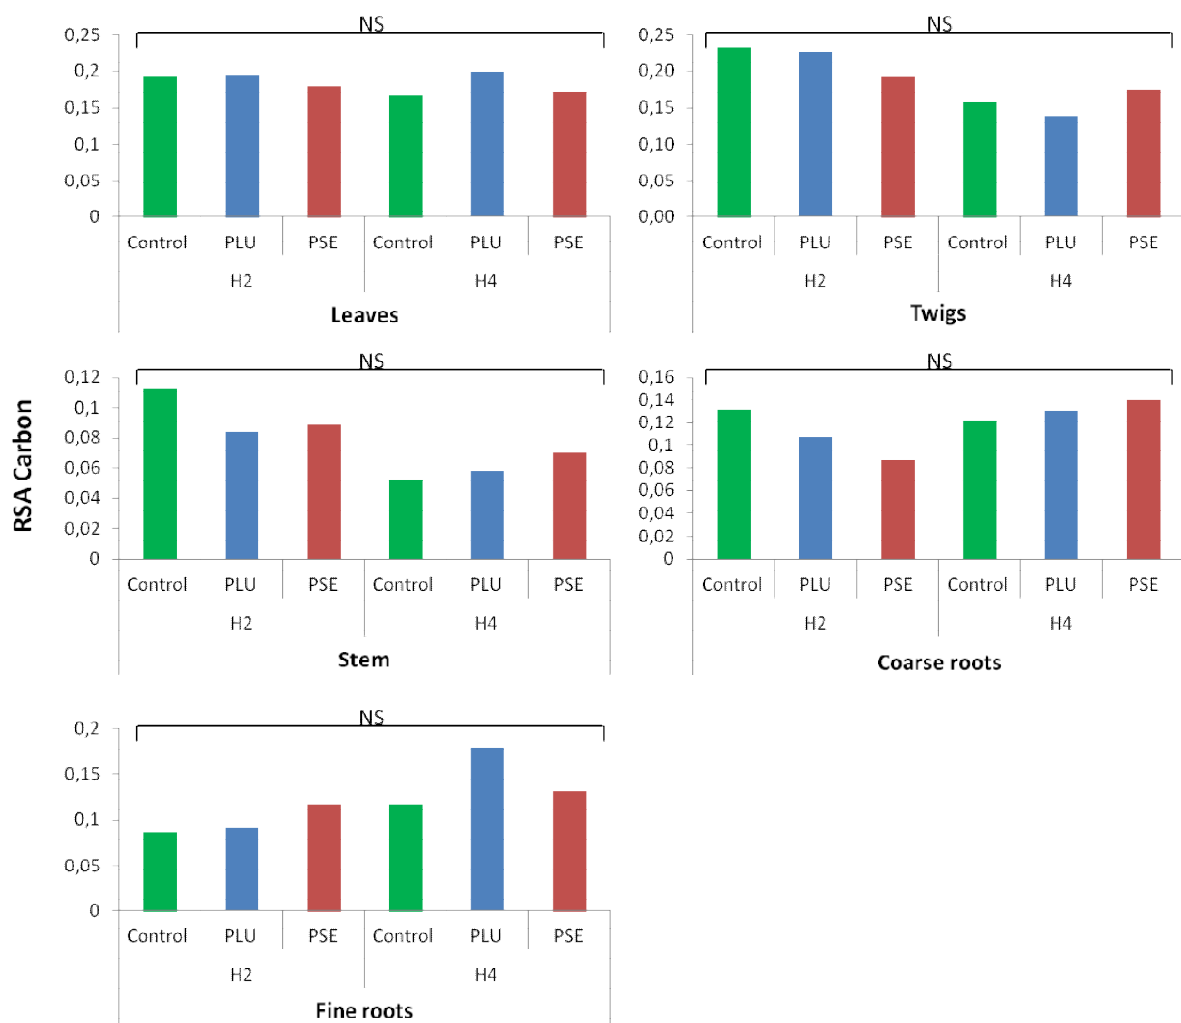 NS
0,25
0,2
0,15
0,1
0,05
0
Control PLU PSE Control PLU PSE
H2 H4
Leaves
NS
0,25
0,20
0,15
0,10
0,05
0,00
Control PLU PSE Control PLU PSE
H2 H4
Twigs
RSA Carbon
NS
0,12
0,1
0,08
0,06
0,04
0,02
0
Control PLU PSE Control PLU PSE
H2 H4
Stem
NS
0,16
0,14
0,12
0,1
0,08
0,06
0,04
0,02
0
Control PLU PSE Control PLU PSE
H2 H4
Coarse roots
NS
0,2
0,15
0,1
0,05
0
Control PLU PSE Control PLU PSE
H2 H4
Fine roots